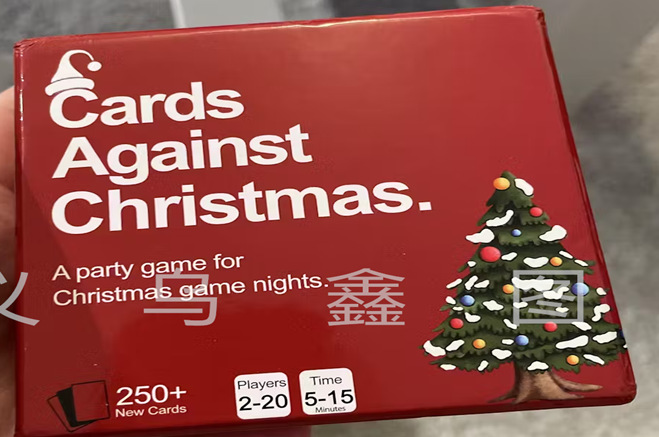 Cards
Against
Christmas.
A party game for
Christmas game nights.
义乌鑫图
250+
New Cards
Players
2-20
Time
5-15
Minutes